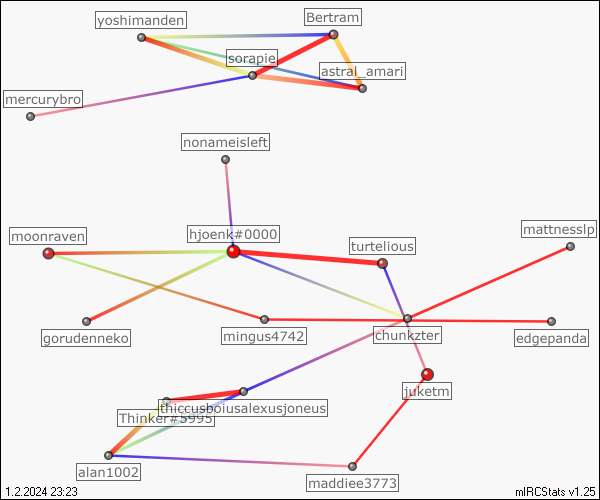 yoshimanden
Bertram
sorapie
astral_amari
mercurybro
nonameisleft
hjoenk#0000
mattnesslp
moonraven
turtelious
gorudenneko
mingus4742
chunkzter
edgepanda
juketm
thiccusboiusalexusjoneus
Thinker#5995
alan1002
maddiee3773
1.2.2024 23:23
mIRCStats v1.25